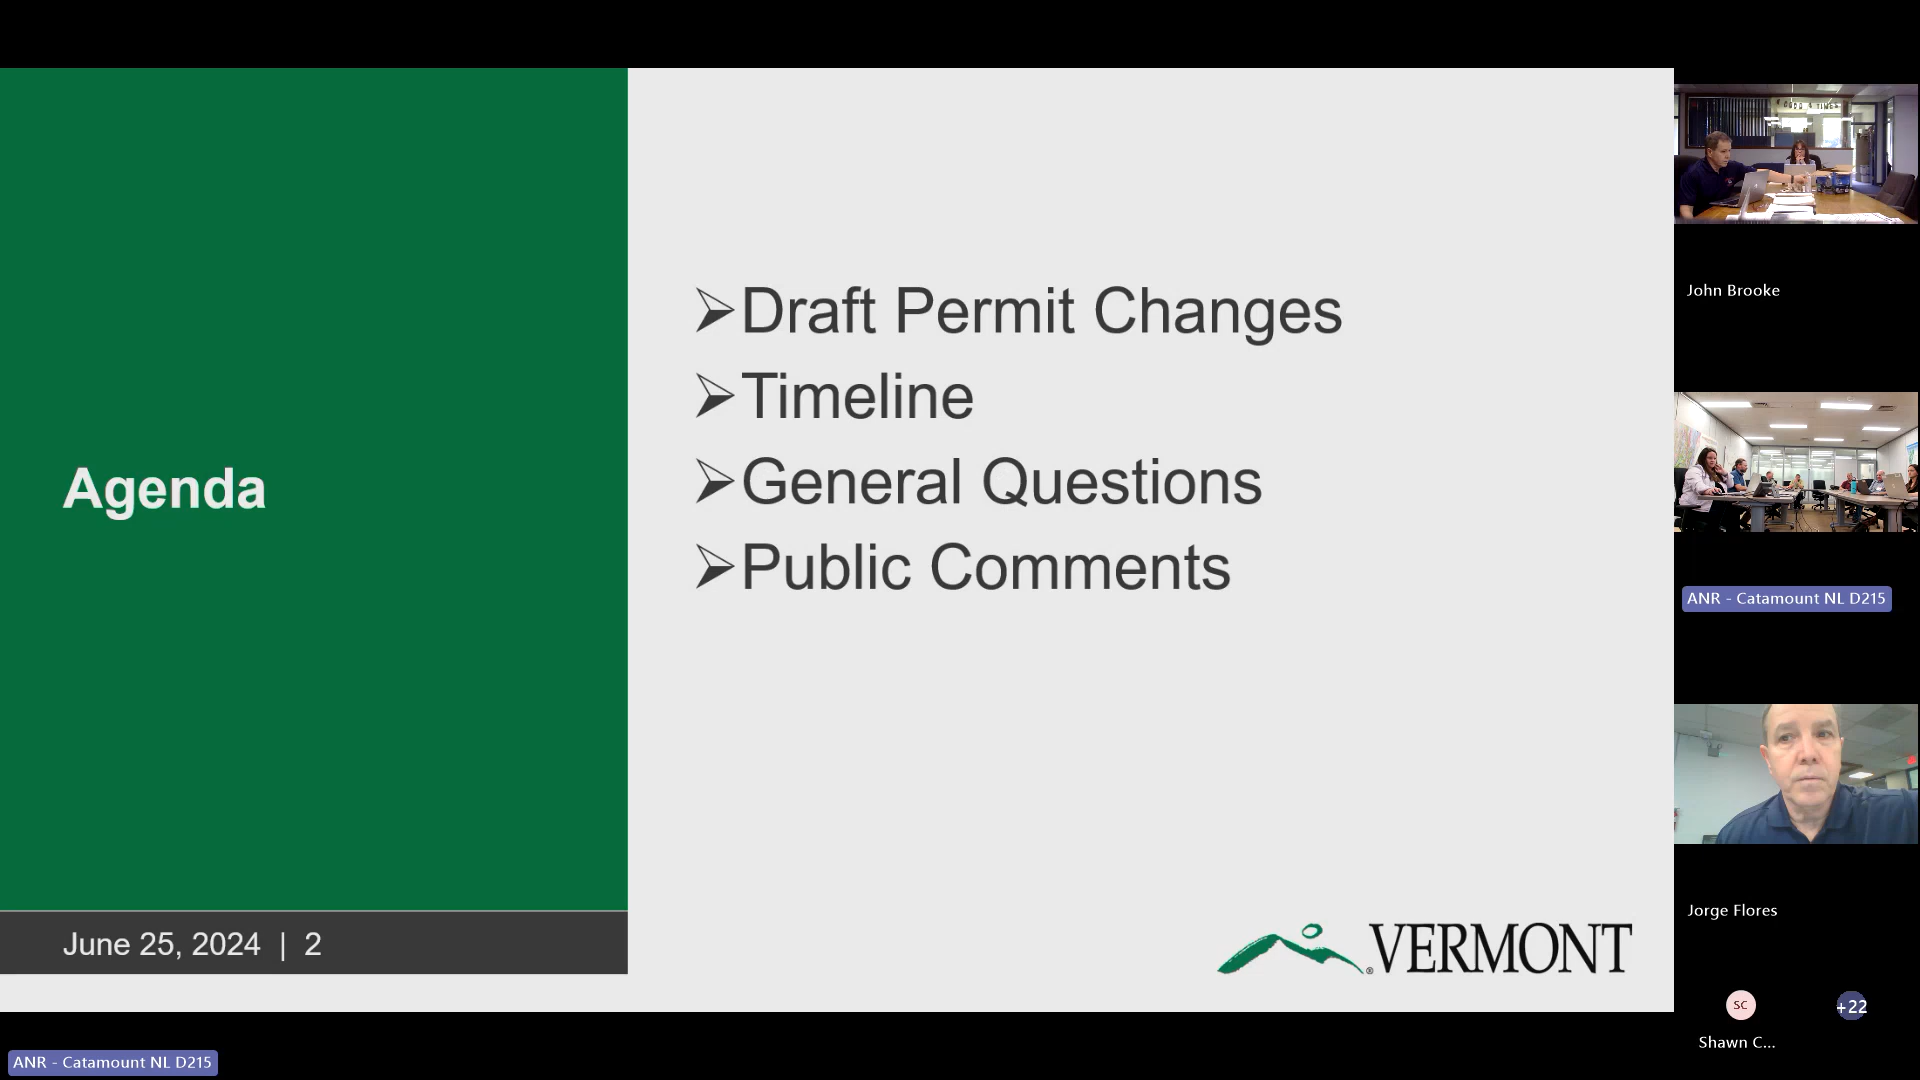 Agenda
➢Draft Permit Changes
➢Timeline
➢General Questions
➢Public Comments
June 25, 2024 | 2
® VERMONT
John Brooke
ANR - Catamount NL D215
Jorge Flores
SC
+22
Shawn C...
ANR - Catamount NL D215